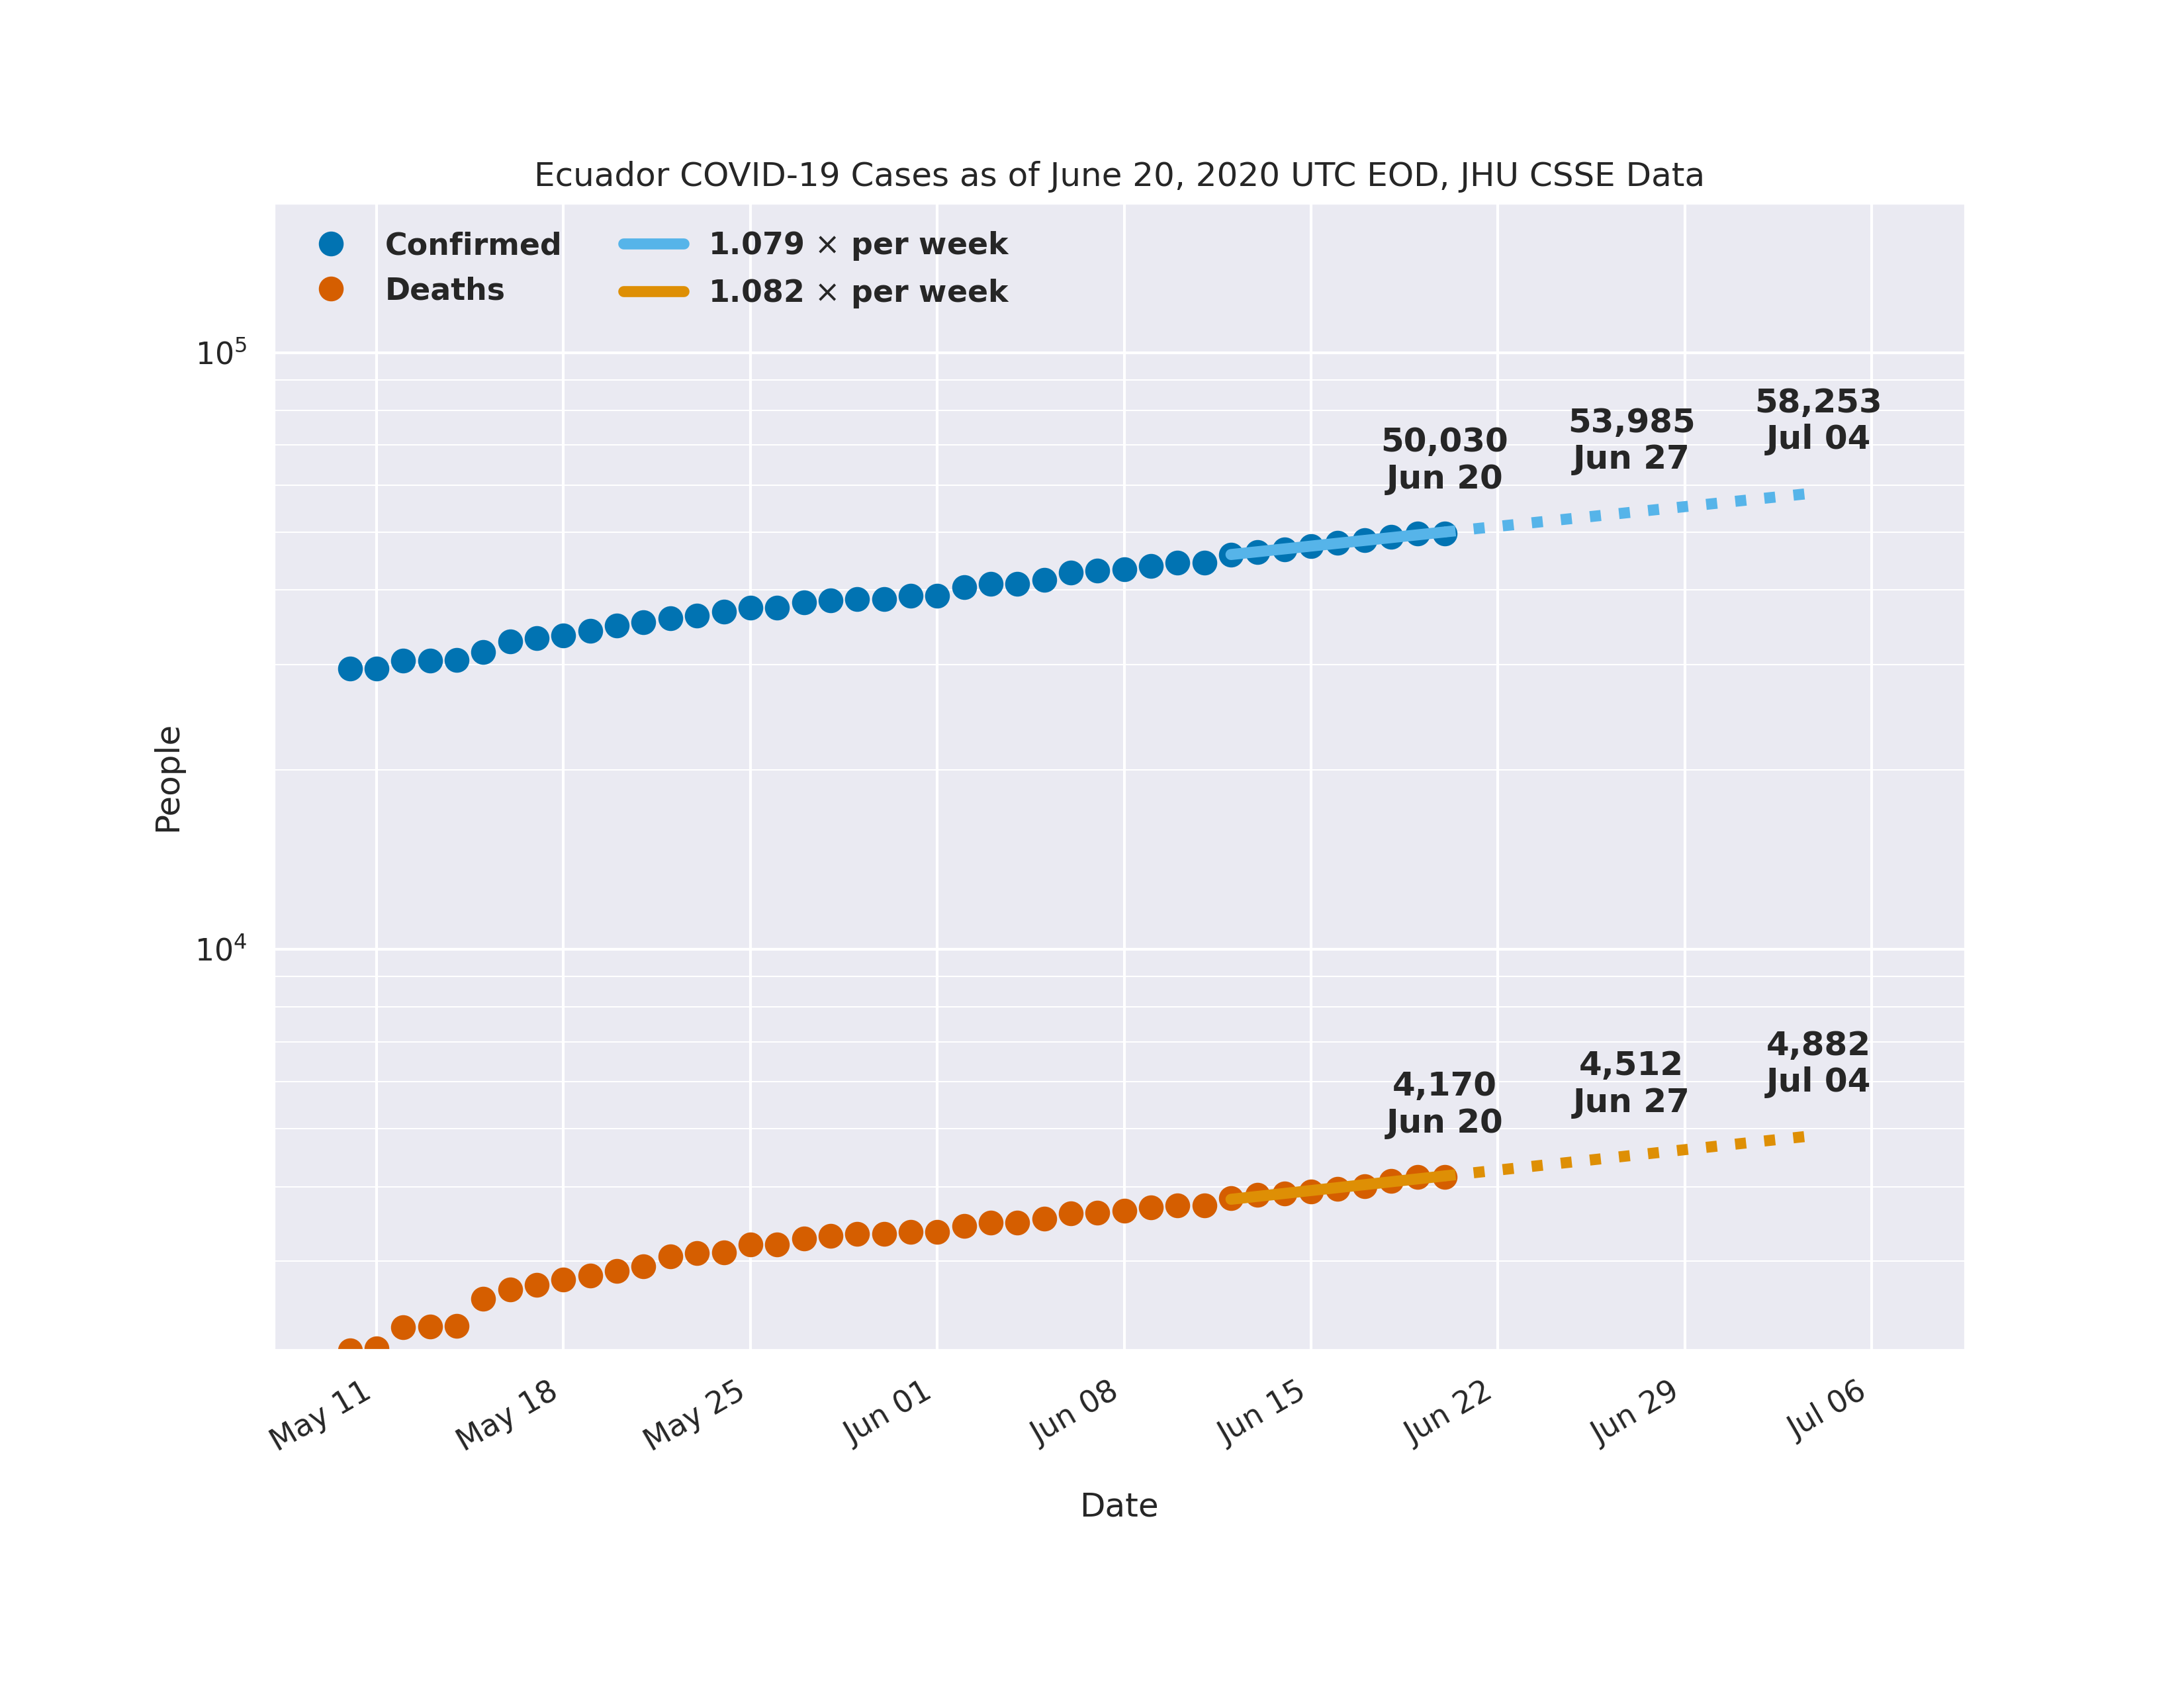 Ecuador COVID-19 Cases as of June 20, 2020 UTC EOD, JHU CSSE Data
Confirmed
Deaths
1.079 × per week
1.082 × per week
10⁵
10⁴
People
50,030
Jun 20
53,985
Jun 27
58,253
Jul 04
4,170
Jun 20
4,512
Jun 27
4,882
Jul 04
May 11
May 18
May 25
Jun 01
Jun 08
Jun 15
Jun 22
Jun 29
Jul 06
Date